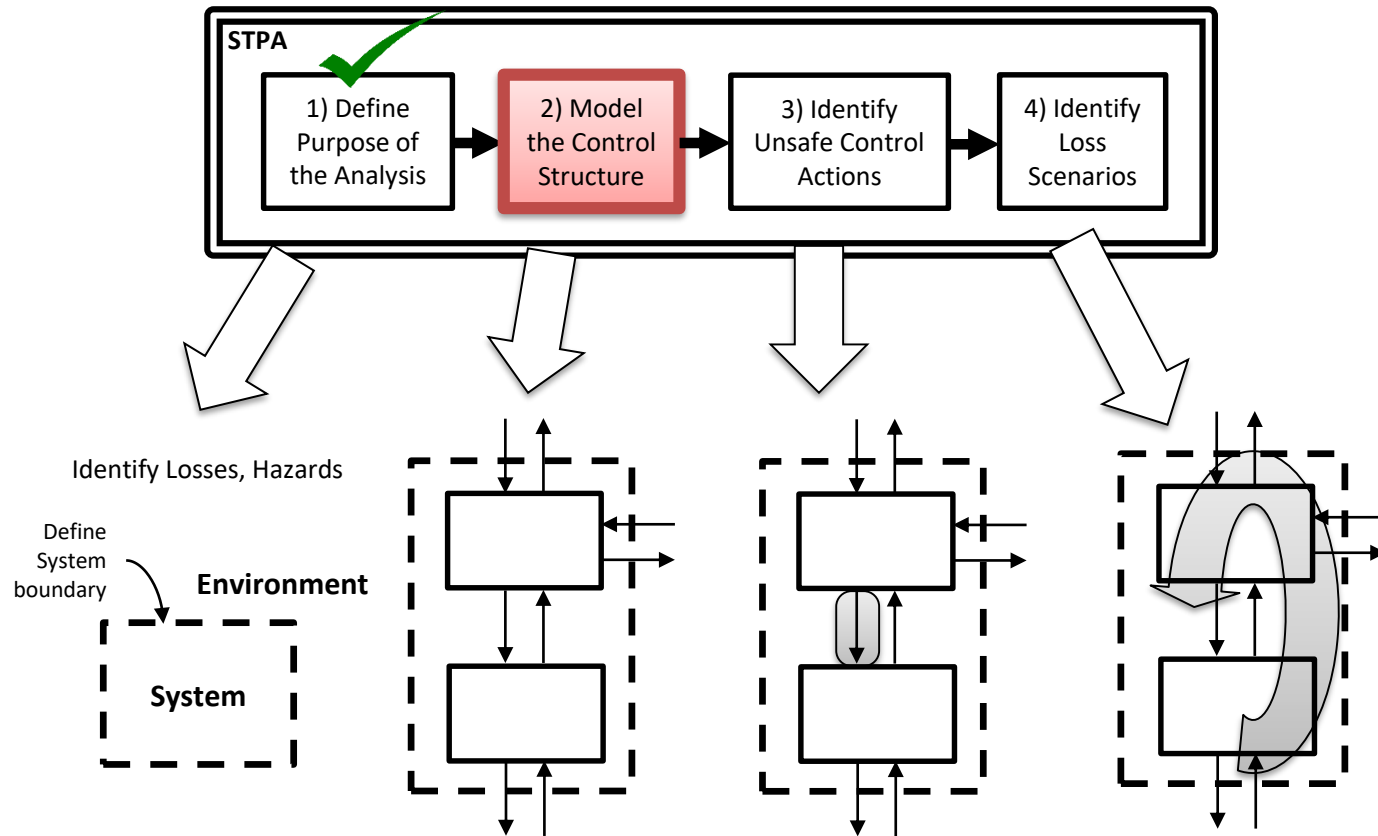 STPA
1) Define
Purpose of
the Analysis
2) Model
the Control
Structure
3) Identify
Unsafe Control
Actions
4) Identify
Loss
Scenarios
Identify Losses, Hazards
Define
System
boundary
Environment
System